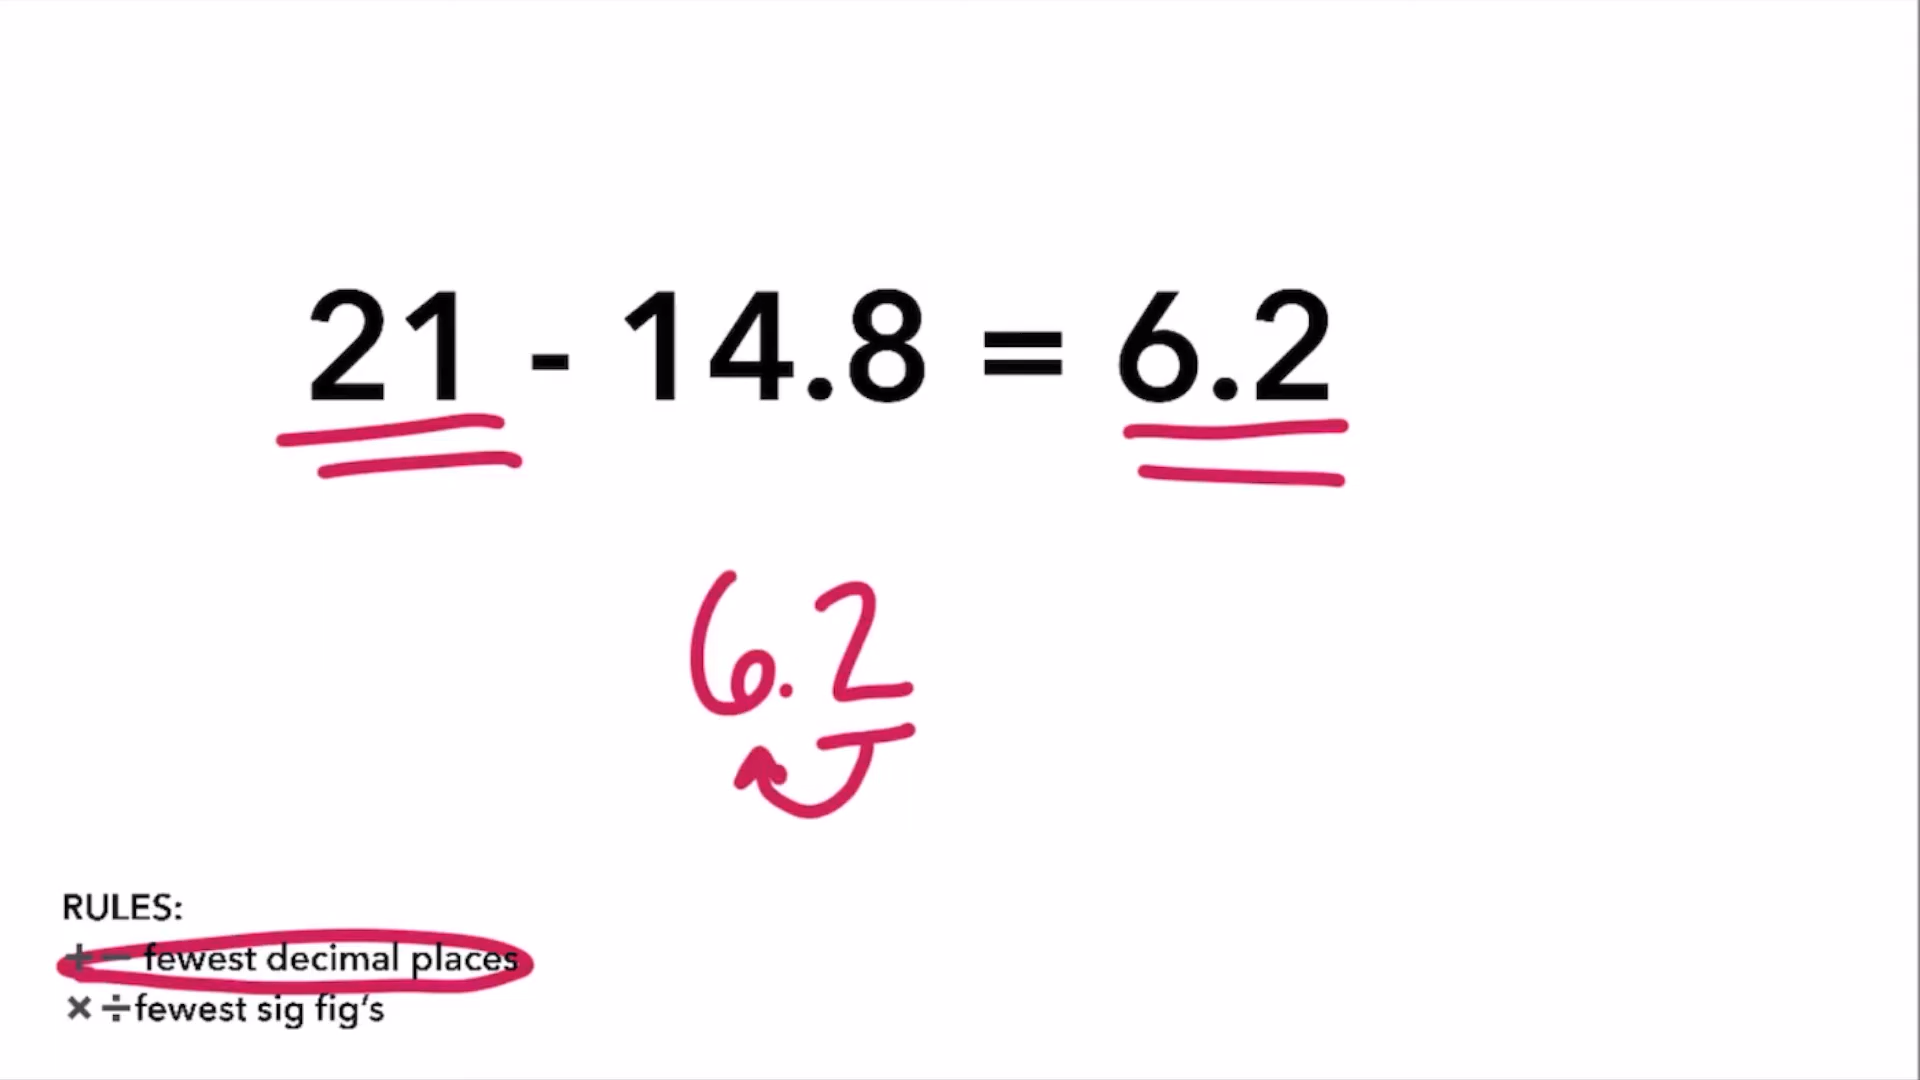 21 - 14.8 = 6.2
6.2
RULES:
+ − fewest decimal places
× ÷ fewest sig fig's